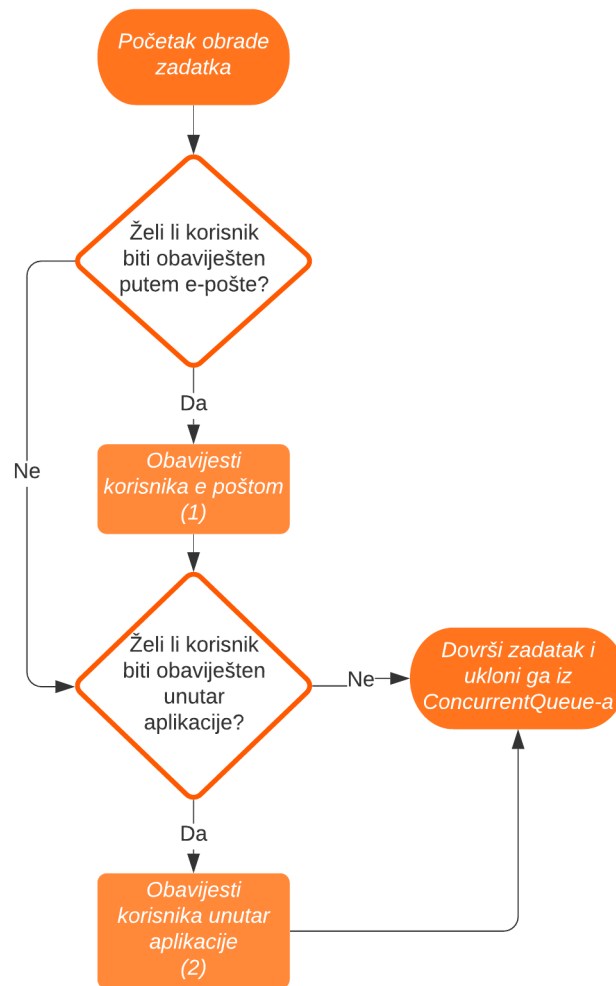 Početak obrade
zadatka
Želi li korisnik
biti obaviješten
putem e-pošte?
Da
Ne
Obavijesti
korisnika e poštom
(1)
Želi li korisnik
biti obaviješten
unutar
aplikacije?
Ne
Dovrši zadatak i
ukloni ga iz
ConcurrentQueue-a
Da
Obavijesti
korisnika unutar
aplikacije
(2)